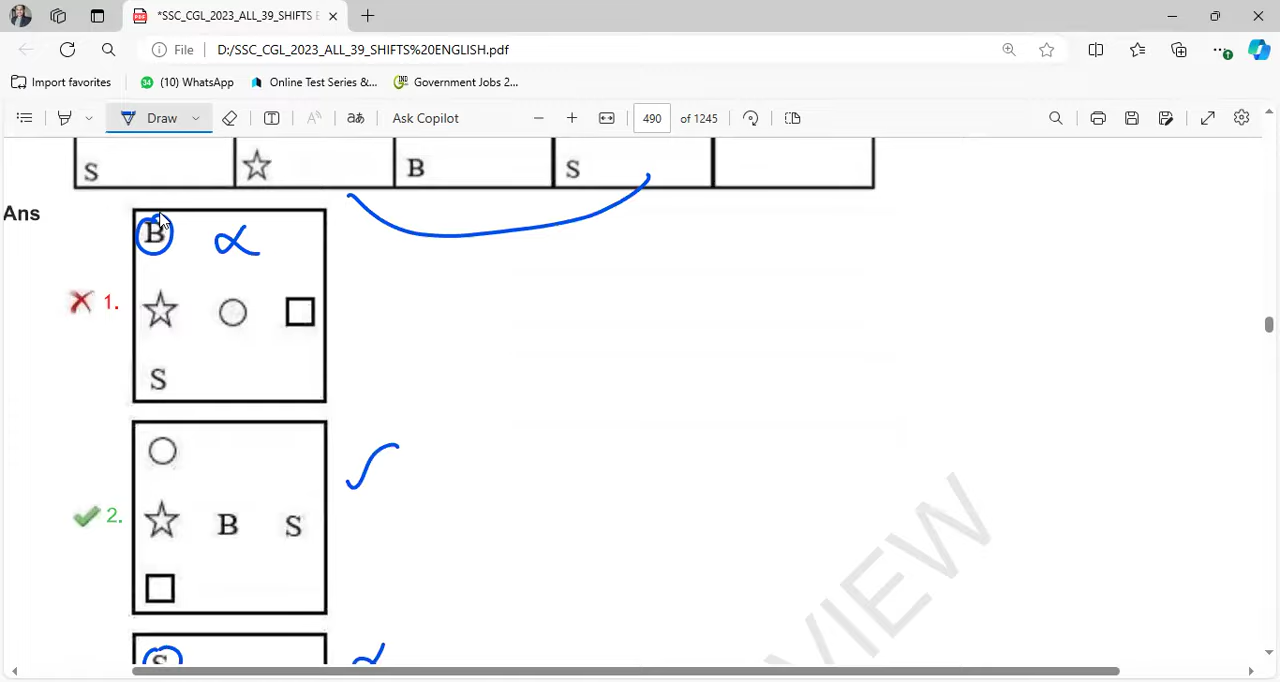 *SSC_CGL_2023_ALL_39_SHIFTS E
File D:/SSC_CGL_2023_ALL_39_SHIFTS%20ENGLISH.pdf
Import favorites (10) WhatsApp Online Test Series &... Government Jobs 2...
Draw Ask Copilot 490 of 1245
S B S
Ans
B α
1.
S
2. B S
S
VIEW